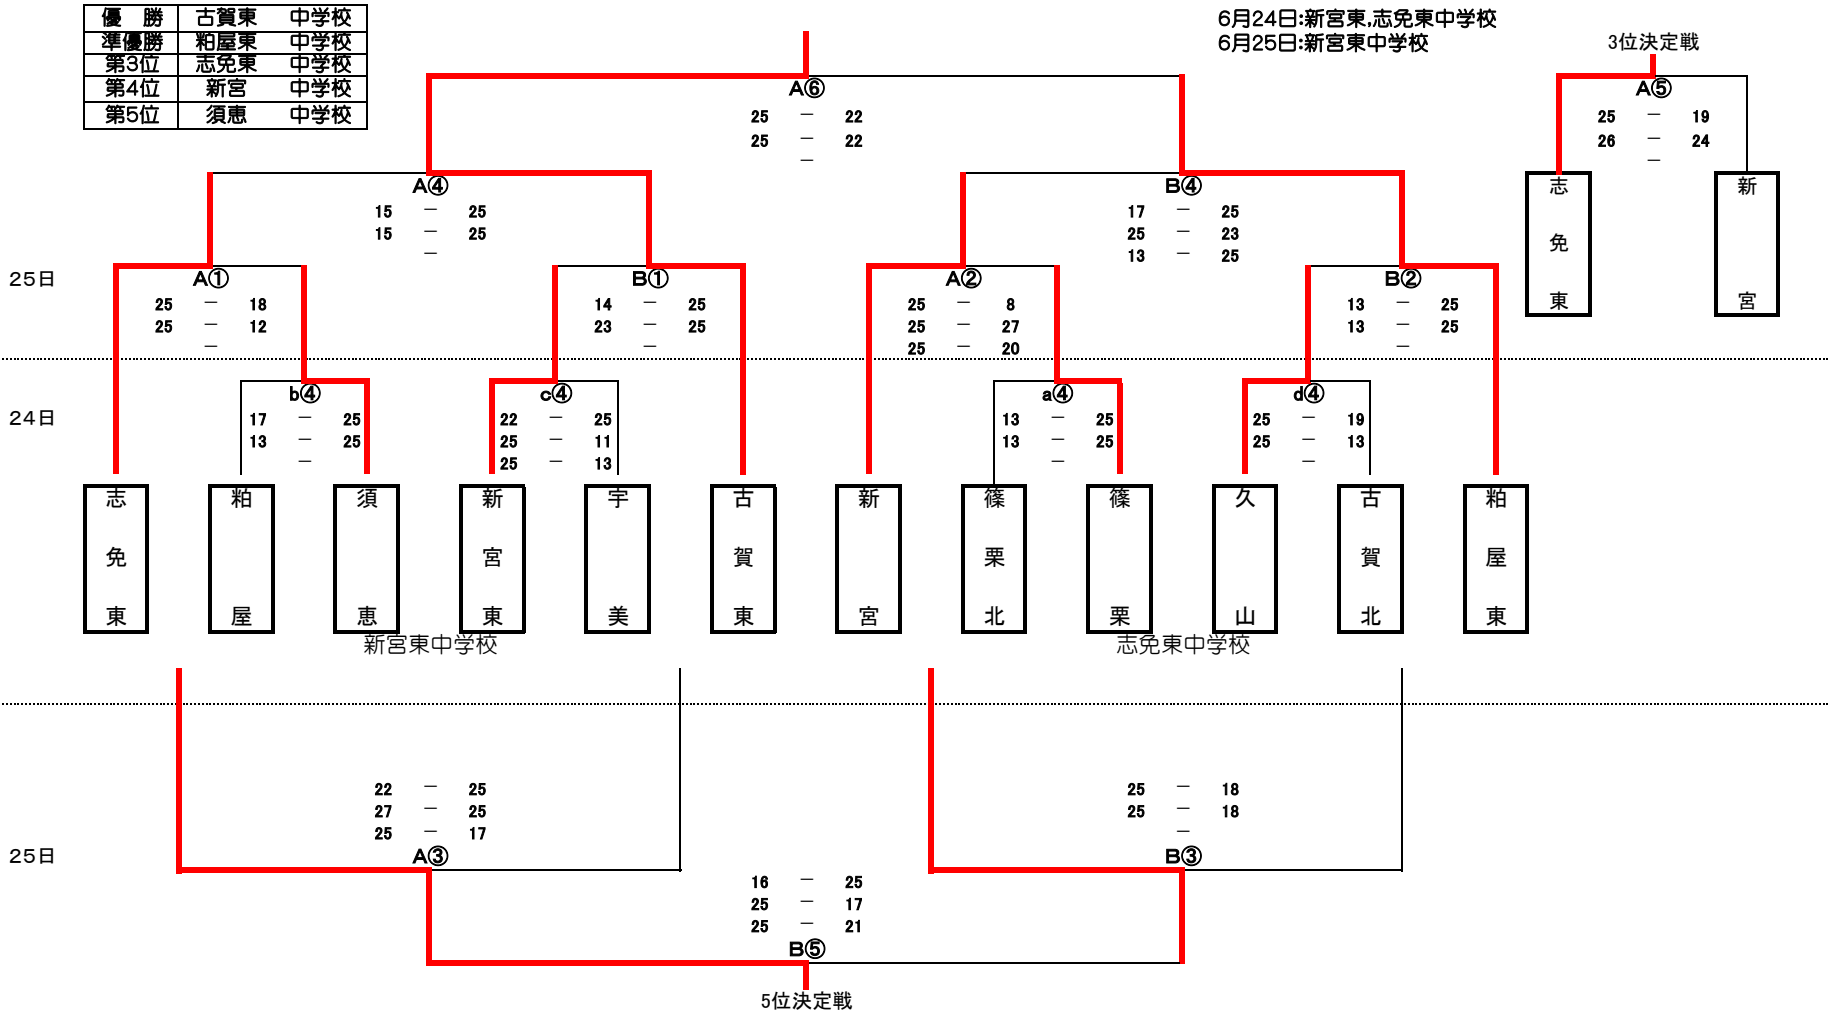 優　勝　古賀東　中学校
準優勝　粕屋東　中学校
第3位　志免東　中学校
第4位　新宮　中学校
第5位　須恵　中学校
6月24日:新宮東,志免東中学校
6月25日:新宮東中学校
3位決定戦
A⑥
25 － 22
25 － 22
－
A⑤
25 － 19
26 － 24
－
志免東
新宮
A④
15 － 25
15 － 25
－
B④
17 － 25
25 － 23
13 － 25
25日
A①
25 － 18
25 － 12
－
B①
14 － 25
23 － 25
－
A②
25 － 8
25 － 27
25 － 20
B②
13 － 25
13 － 25
－
24日
b④
17 － 25
13 － 25
－
c④
22 － 25
25 － 11
25 － 13
a④
13 － 25
13 － 25
－
d④
25 － 19
25 － 13
－
志免東
粕屋
須恵
新宮東
宇美
古賀東
新宮
篠栗北
篠栗
久山
古賀北
粕屋東
新宮東中学校
志免東中学校
25日
22 － 25
27 － 25
25 － 17
A③
25 － 18
25 － 18
－
B③
16 － 25
25 － 17
25 － 21
B⑤
5位決定戦